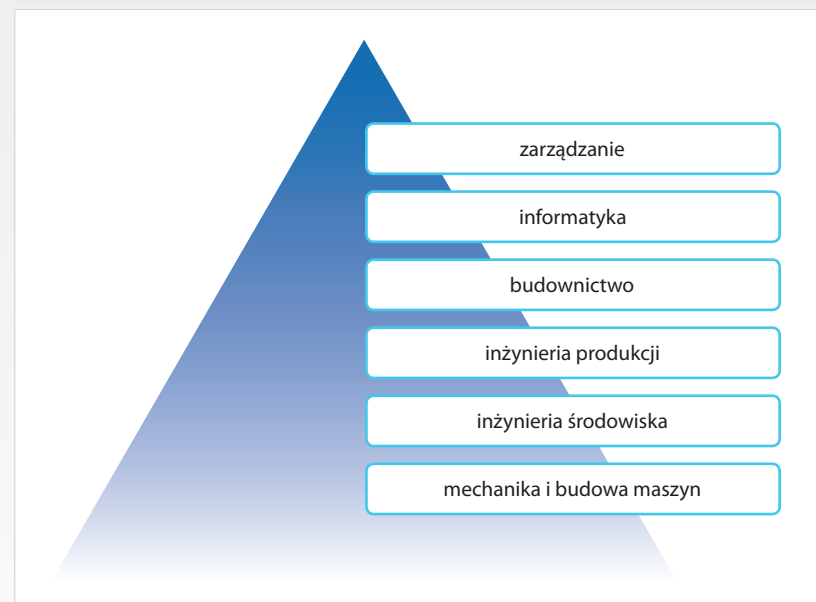 zarządzanie
informatyka
budownictwo
inżynieria produkcji
inżynieria środowiska
mechanika i budowa maszyn